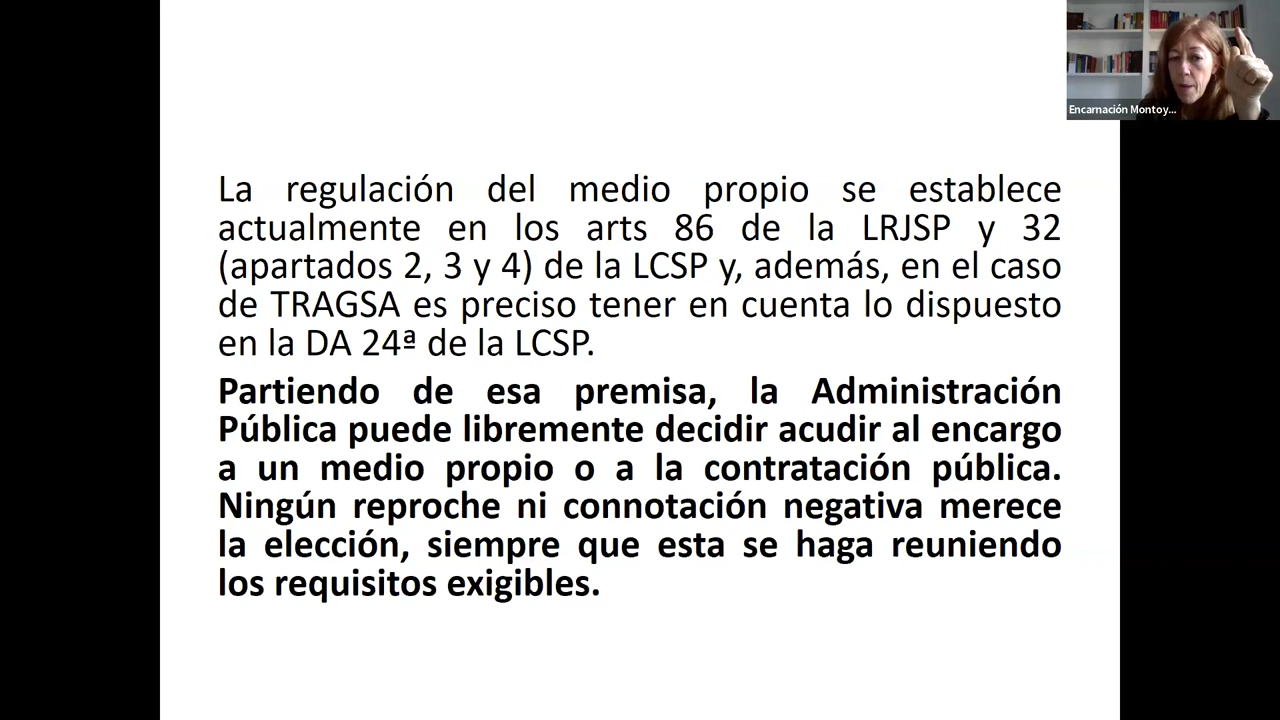 Encarnación Montoy...
La regulación del medio propio se establece
actualmente en los arts 86 de la LRJSP y 32
(apartados 2, 3 y 4) de la LCSP y, además, en el caso
de TRAGSA es preciso tener en cuenta lo dispuesto
en la DA 24ª de la LCSP.
Partiendo de esa premisa, la Administración
Pública puede libremente decidir acudir al encargo
a un medio propio o a la contratación pública.
Ningún reproche ni connotación negativa merece
la elección, siempre que esta se haga reuniendo
los requisitos exigibles.